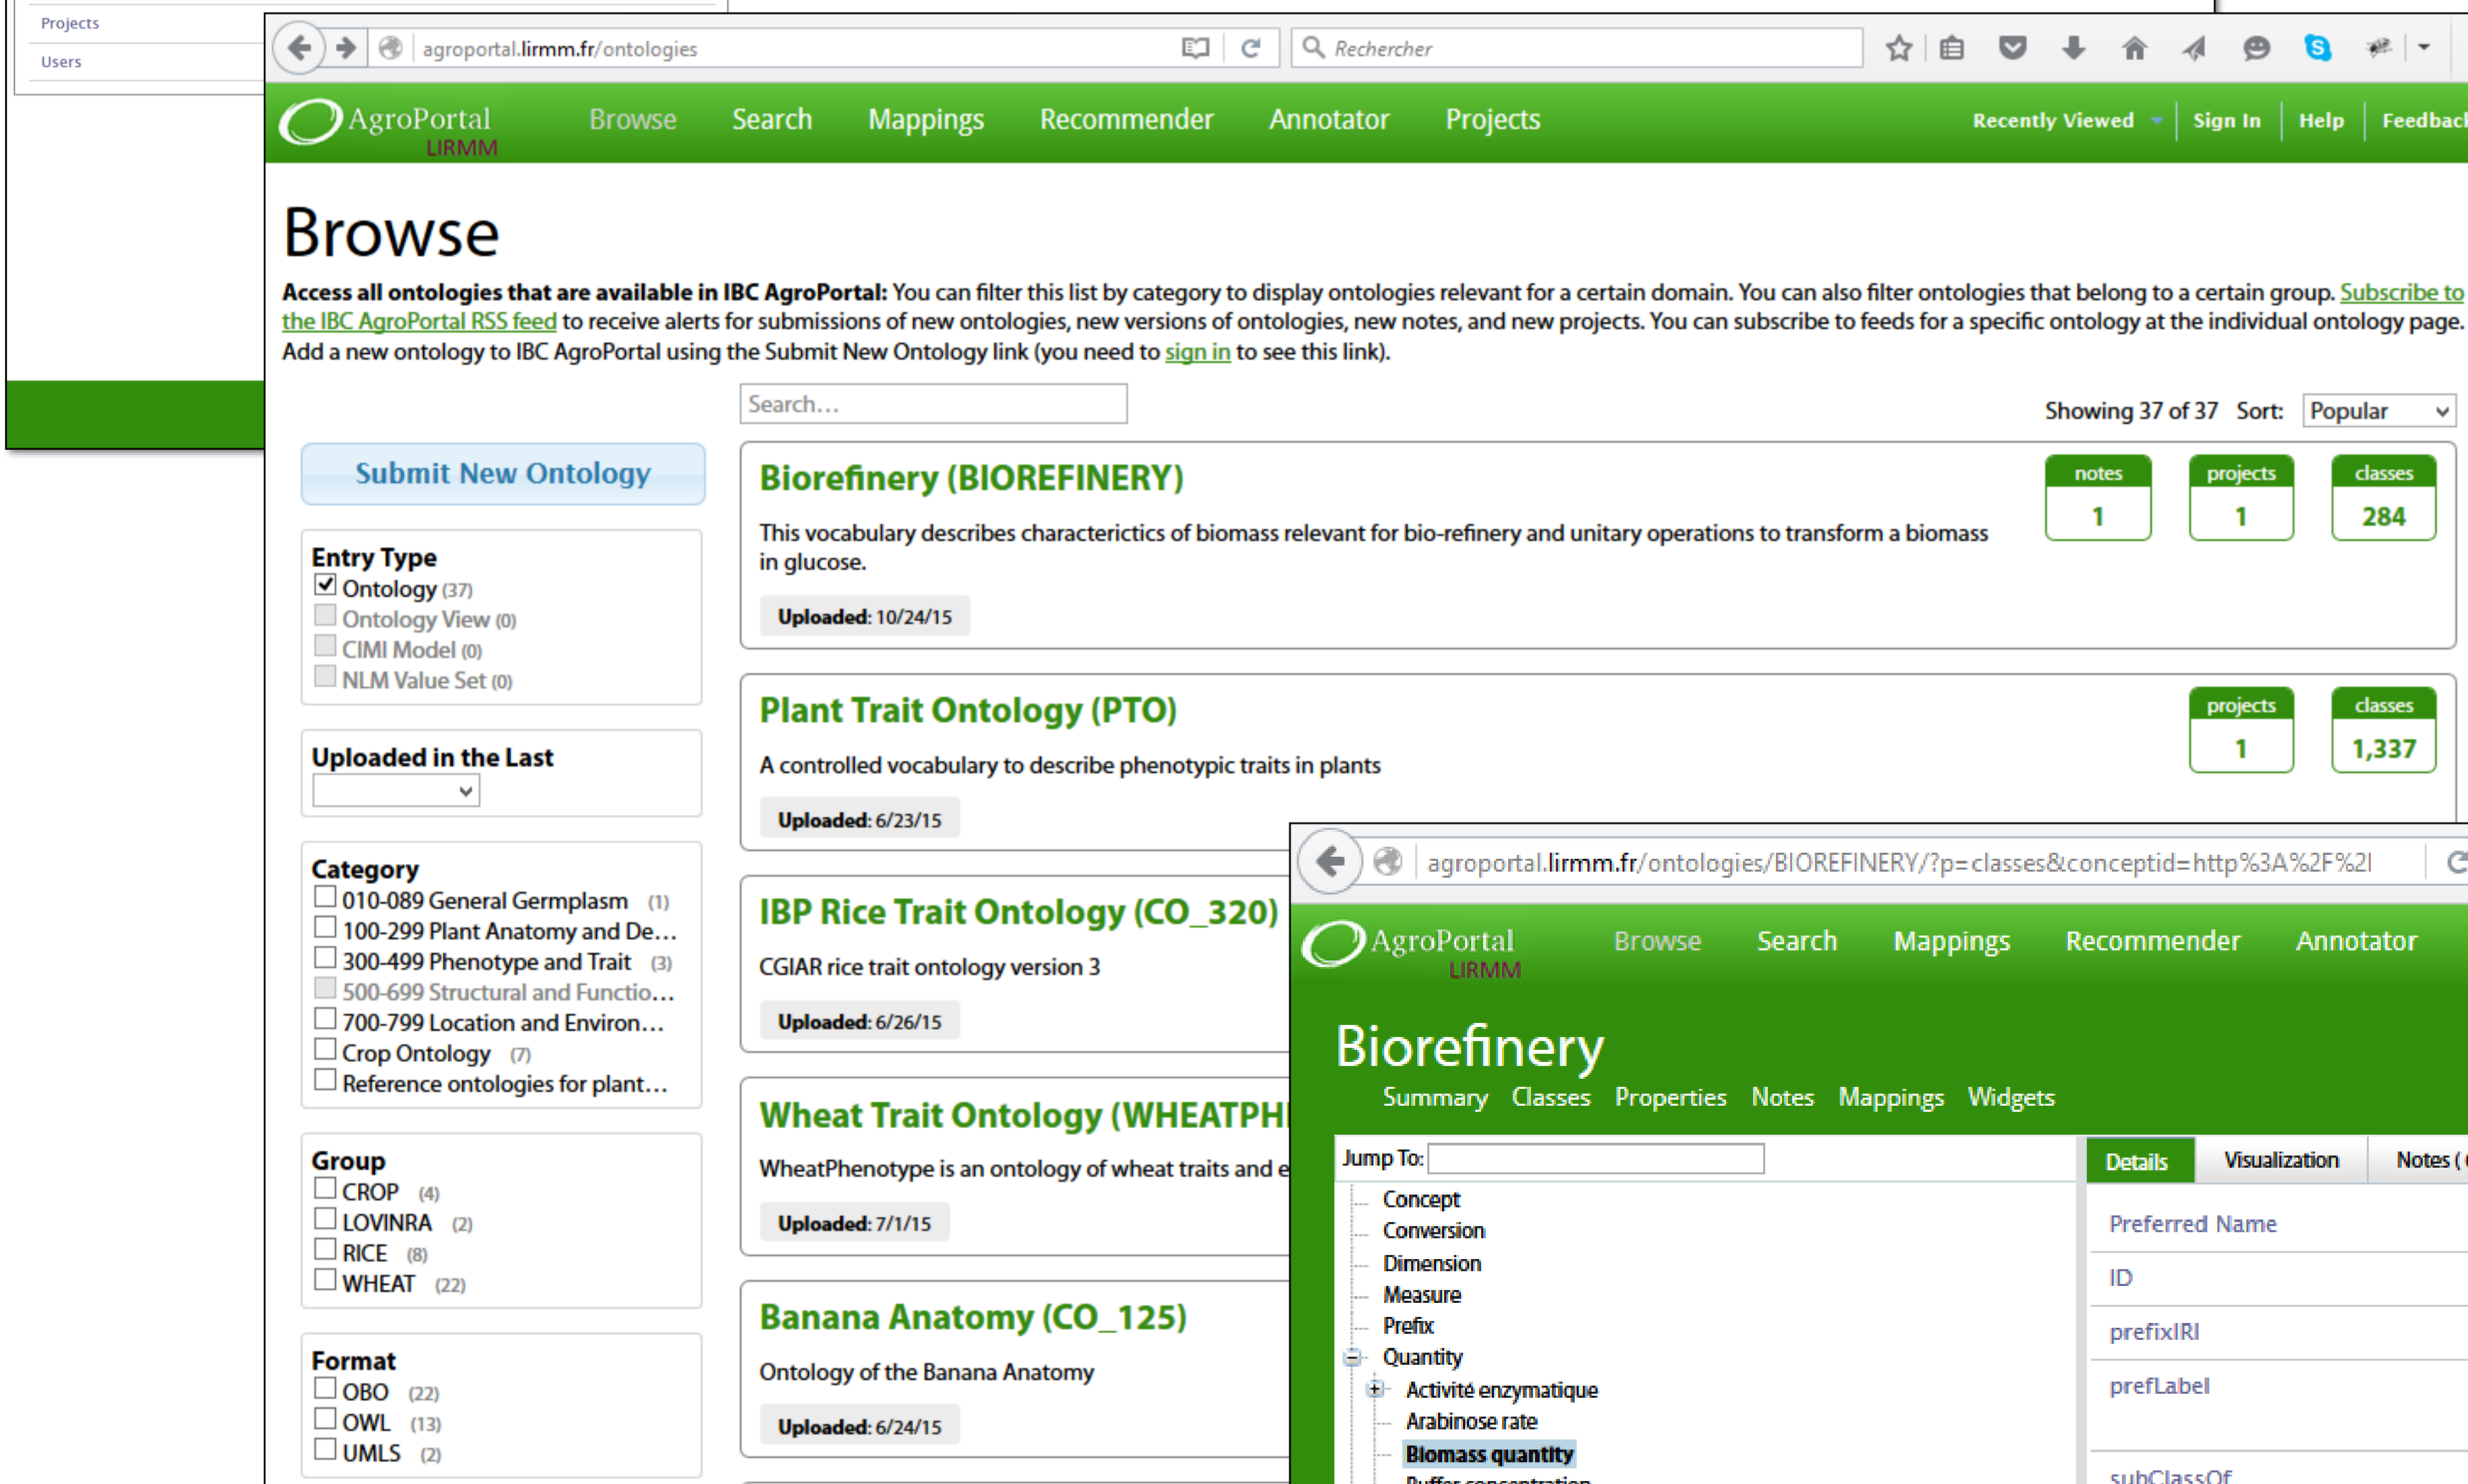 Projects
Users
agroportal.lirmm.fr/ontologies
Rechercher
AgroPortal
LIRMM
Browse
Search
Mappings
Recommender
Annotator
Projects
Recently Viewed
Sign In
Help
Feedback
Browse
Access all ontologies that are available in IBC AgroPortal: You can filter this list by category to display ontologies relevant for a certain domain. You can also filter ontologies that belong to a certain group. Subscribe to
the IBC AgroPortal RSS feed to receive alerts for submissions of new ontologies, new versions of ontologies, new notes, and new projects. You can subscribe to feeds for a specific ontology at the individual ontology page.
Add a new ontology to IBC AgroPortal using the Submit New Ontology link (you need to sign in to see this link).
Search...
Showing 37 of 37 Sort: Popular
Submit New Ontology
Entry Type
Ontology (37)
Ontology View (0)
CIMI Model (0)
NLM Value Set (0)
Uploaded in the Last
Category
010-089 General Germplasm (1)
100-299 Plant Anatomy and De...
300-499 Phenotype and Trait (3)
500-699 Structural and Functio...
700-799 Location and Environ...
Crop Ontology (7)
Reference ontologies for plant...
Group
CROP (4)
LOVINRA (2)
RICE (8)
WHEAT (22)
Format
OBO (22)
OWL (13)
UMLS (2)
Biorefinery (BIOREFINERY)
notes
1
projects
1
classes
284
This vocabulary describes characterictics of biomass relevant for bio-refinery and unitary operations to transform a biomass
in glucose.
Uploaded: 10/24/15
Plant Trait Ontology (PTO)
projects
1
classes
1,337
A controlled vocabulary to describe phenotypic traits in plants
Uploaded: 6/23/15
IBP Rice Trait Ontology (CO_320)
CGIAR rice trait ontology version 3
Uploaded: 6/26/15
Wheat Trait Ontology (WHEATPH
WheatPhenotype is an ontology of wheat traits and e
Uploaded: 7/1/15
Banana Anatomy (CO_125)
Ontology of the Banana Anatomy
Uploaded: 6/24/15
agroportal.lirmm.fr/ontologies/BIOREFINERY/?p=classes&conceptid=http%3A%2F%2
AgroPortal
LIRMM
Browse
Search
Mappings
Recommender
Annotator
Biorefinery
Summary Classes Properties Notes Mappings Widgets
Jump To:
Concept
Conversion
Dimension
Measure
Prefix
Quantity
Activité enzymatique
Arabinose rate
Biomass quantity
Buffer concentration
Details
Visualization
Notes (
Preferred Name
ID
prefixIRI
prefLabel
subClassOf